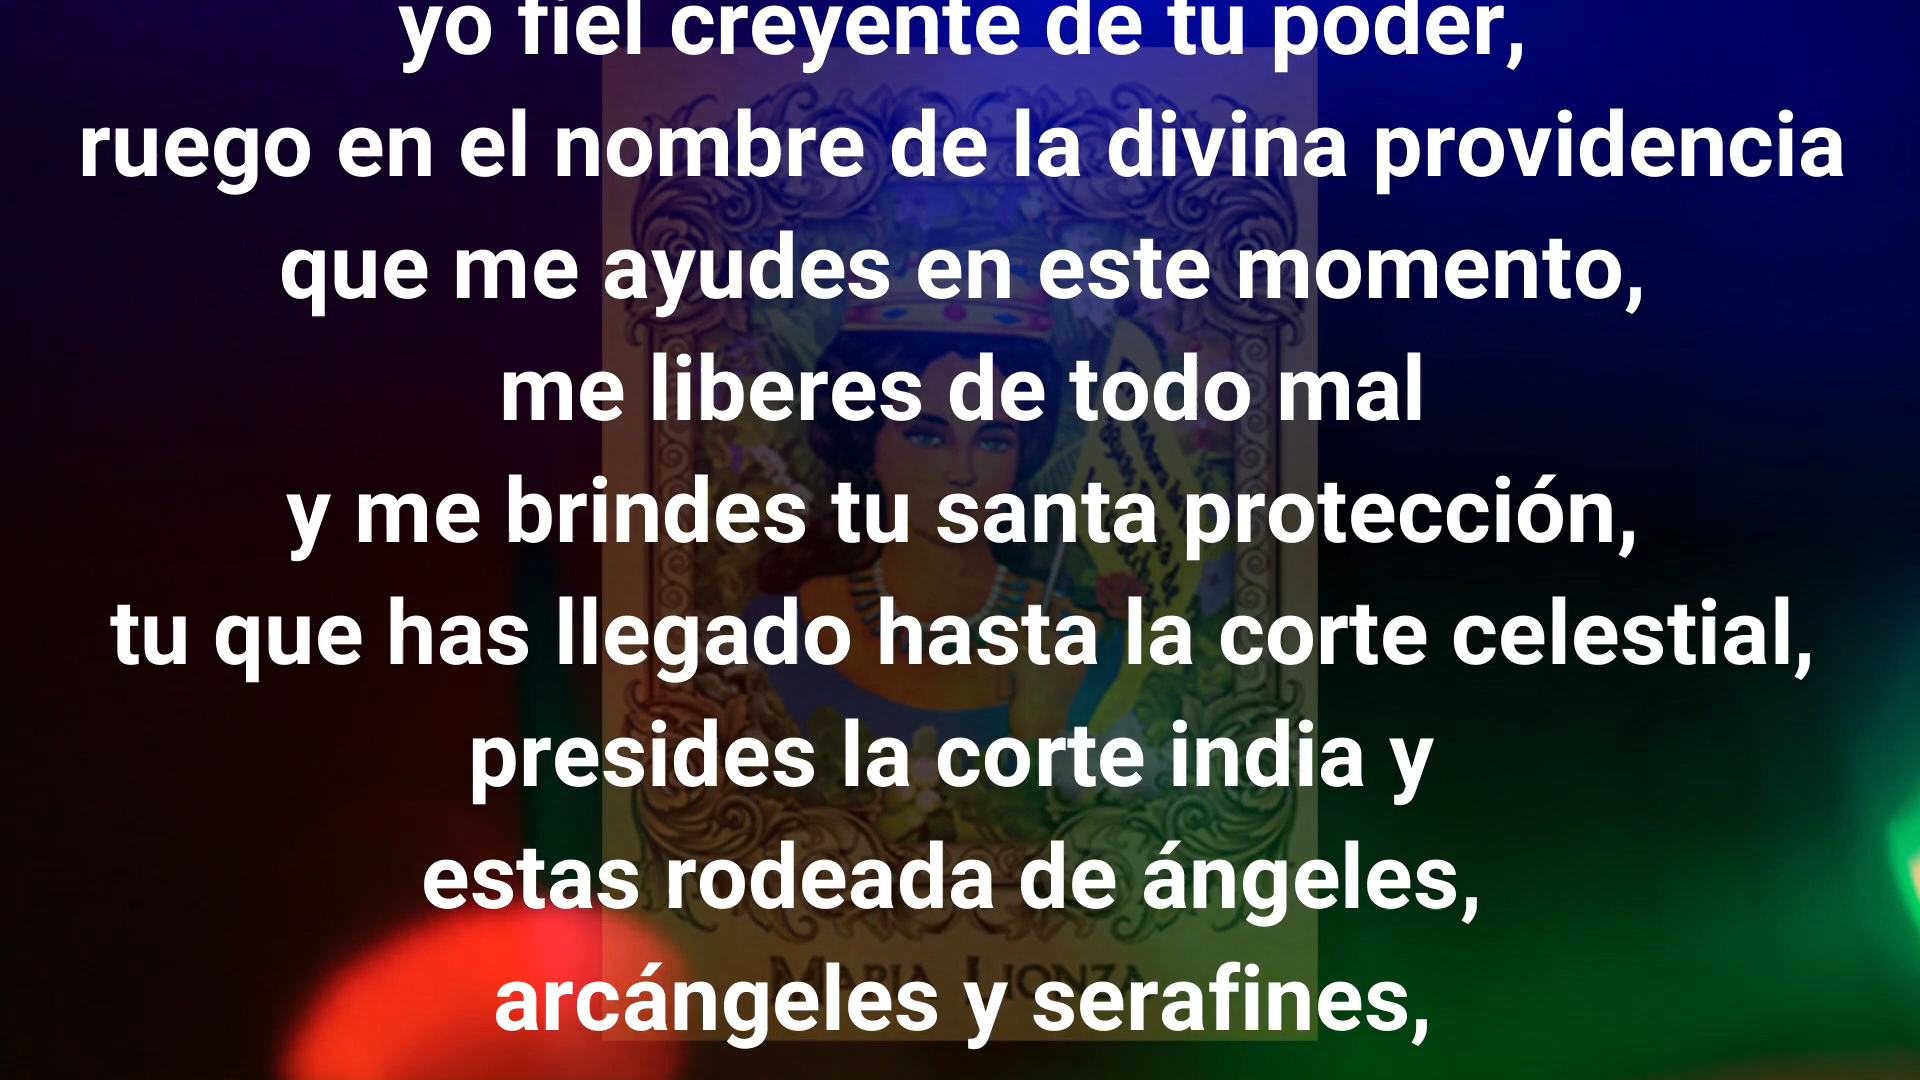 yo fiel creyente de tu poder,
ruego en el nombre de la divina providencia
que me ayudes en este momento,
me liberes de todo mal
y me brindes tu santa protección,
tu que has llegado hasta la corte celestial,
presides la corte india y
estas rodeada de ángeles,
arcángeles y serafines,
MARIA LIONZA